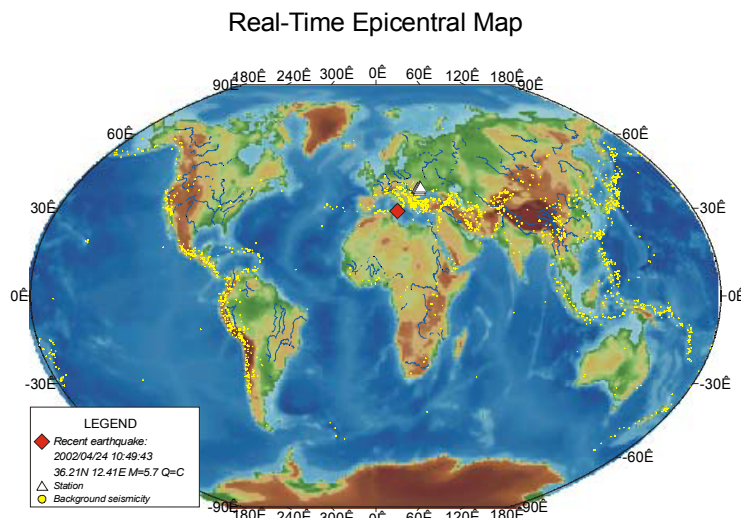 Real-Time Epicentral Map
180Ê 240Ê 300Ê 0Ê 60Ê 120Ê 180Ê
90Ê 90Ê
60Ê 60Ê
30Ê 30Ê
0Ê 0Ê
-30Ê -30Ê
-60Ê
-90Ê -90Ê
180Ê 240Ê 300Ê 0Ê 60Ê 120Ê 180Ê
LEGEND
Recent earthquake:
2002/04/24 10:49:43
36.21N 12.41E M=5.7 Q=C
Station
Background seismicity